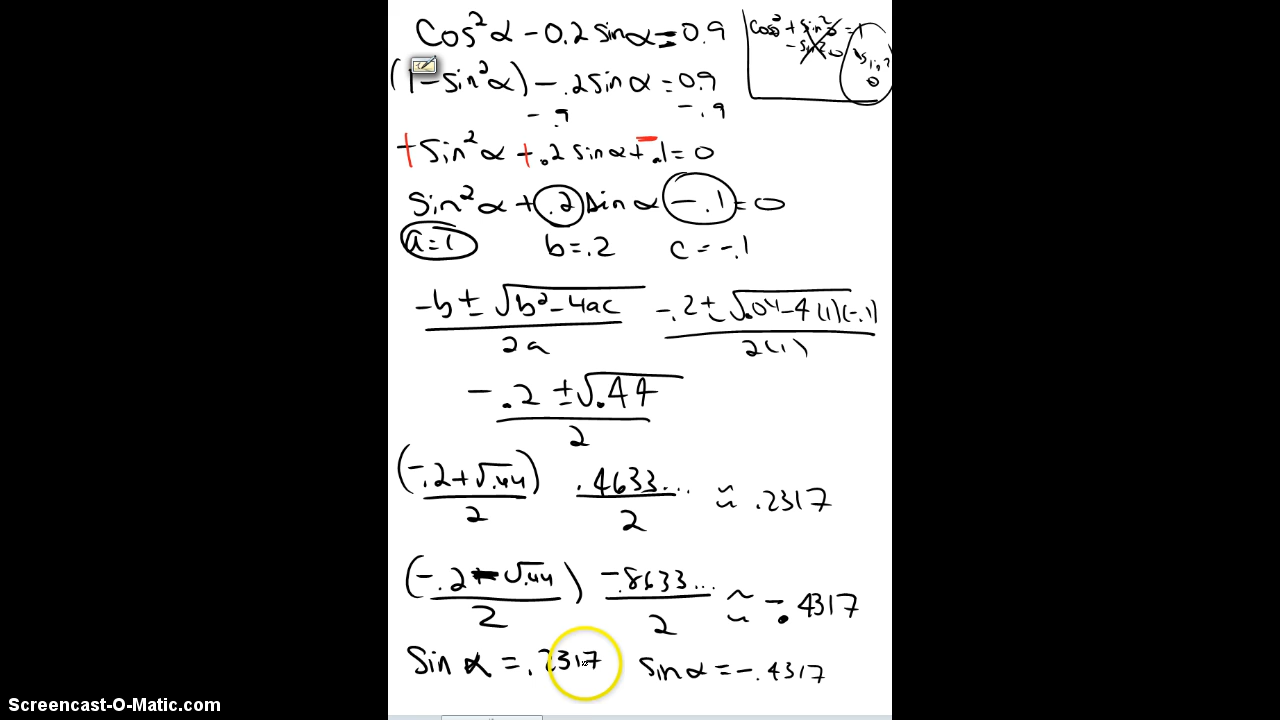 cos²α - 0.2 sinα = 0.9
(1 - sin²α) - .2 sin α = 0.9
- .9 - .9
+ sin²α + .2 sinα + - .1 = 0
sin²α + .2 sin α - .1 = 0
a = 1 b = .2 c = -.1
-b ± √b² - 4ac / 2a
-.2 ± √.04 - 4(1)(-.1) / 2(1)
- .2 ± √.44 / 2
(-.2 + √.44) / 2 .4633... / 2 ≈ .2317
(-.2 - √.44) / 2 -.8633... / 2 ≈ -.4317
sin α = .2317 sin α = -.4317
Screencast-O-Matic.com